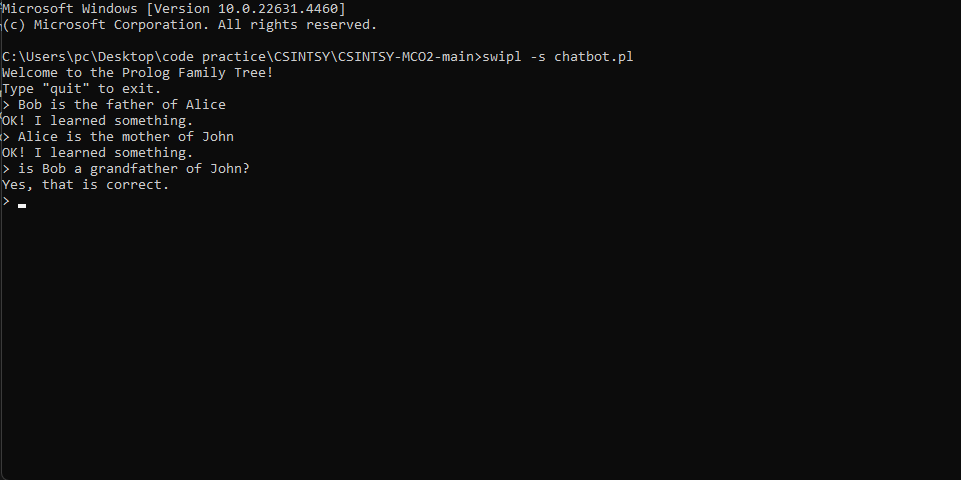 Microsoft Windows [Version 10.0.22631.4460]
(c) Microsoft Corporation. All rights reserved.
C:\Users\pc\Desktop\code practice\CSINTSY\CSINTSY-MCO2-main>swipl -s chatbot.pl
Welcome to the Prolog Family Tree!
Type "quit" to exit.
> Bob is the father of Alice
OK! I learned something.
> Alice is the mother of John
OK! I learned something.
> is Bob a grandfather of John?
Yes, that is correct.
>